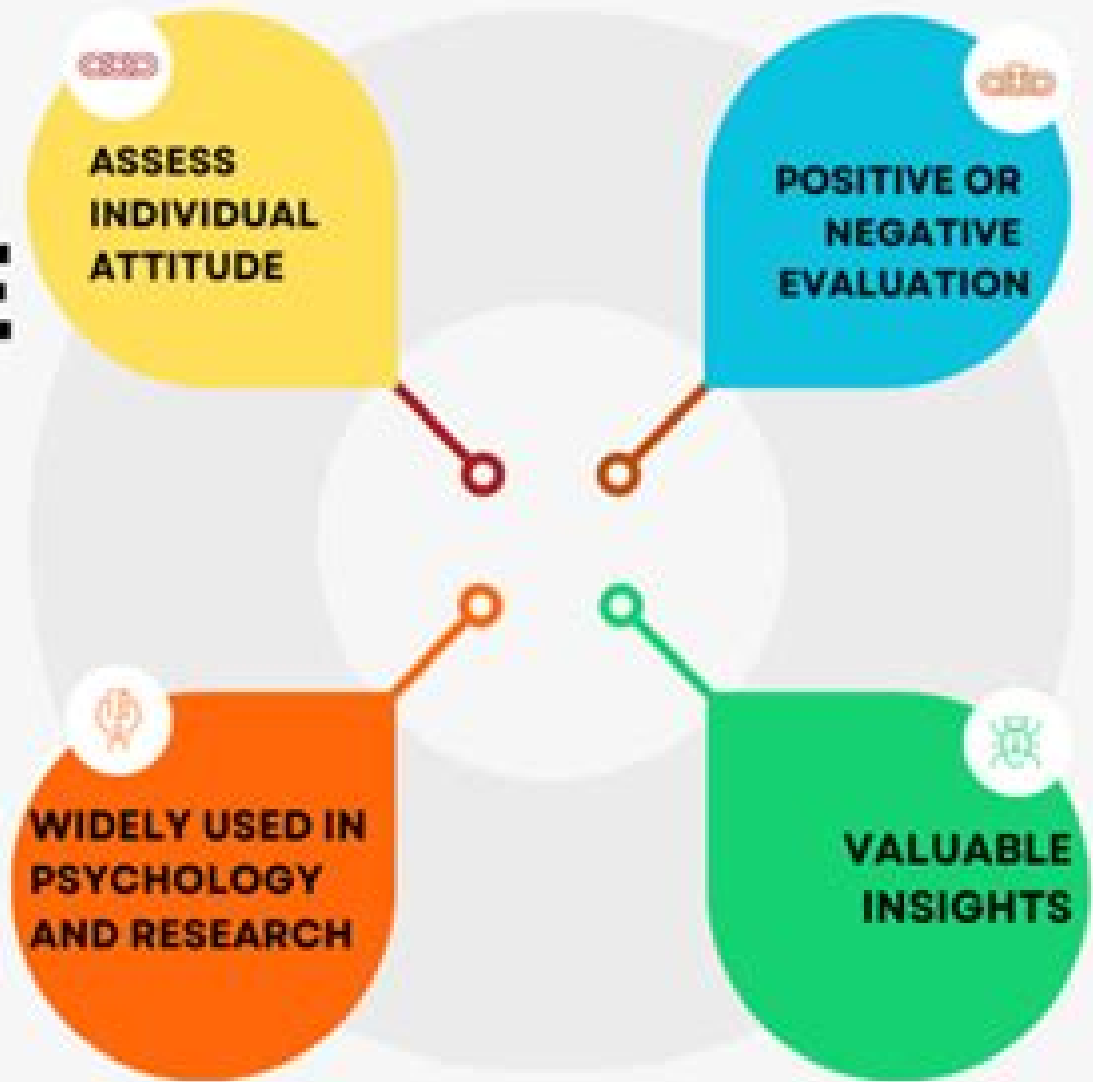 ASSESS
INDIVIDUAL
ATTITUDE
POSITIVE OR
NEGATIVE
EVALUATION
WIDELY USED IN
PSYCHOLOGY
AND RESEARCH
VALUABLE
INSIGHTS